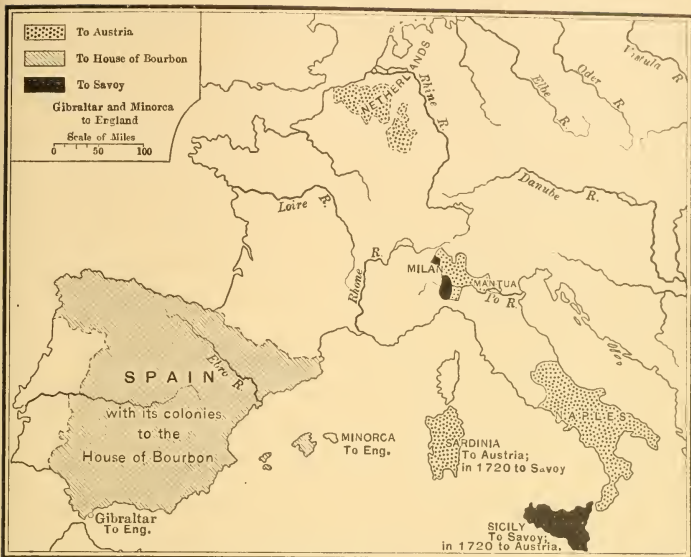 To Austria
To House of Bourbon
To Savoy
Gibraltar and Minorca
to England
Scale of Miles
0 50 100
NETHERLANDS
Rhine R.
Elbe R.
Oder R.
Vistula R.
Loire R.
Danube R.
Rhone R.
MILAN
MANTUA
Po R.
Ebro R.
SPAIN
with its colonies
to the
House of Bourbon
MINORCA
To Eng.
SARDINIA
To Austria;
in 1720 to Savoy
NAPLES
Gibraltar
To Eng.
SICILY
To Savoy;
in 1720 to Austria.